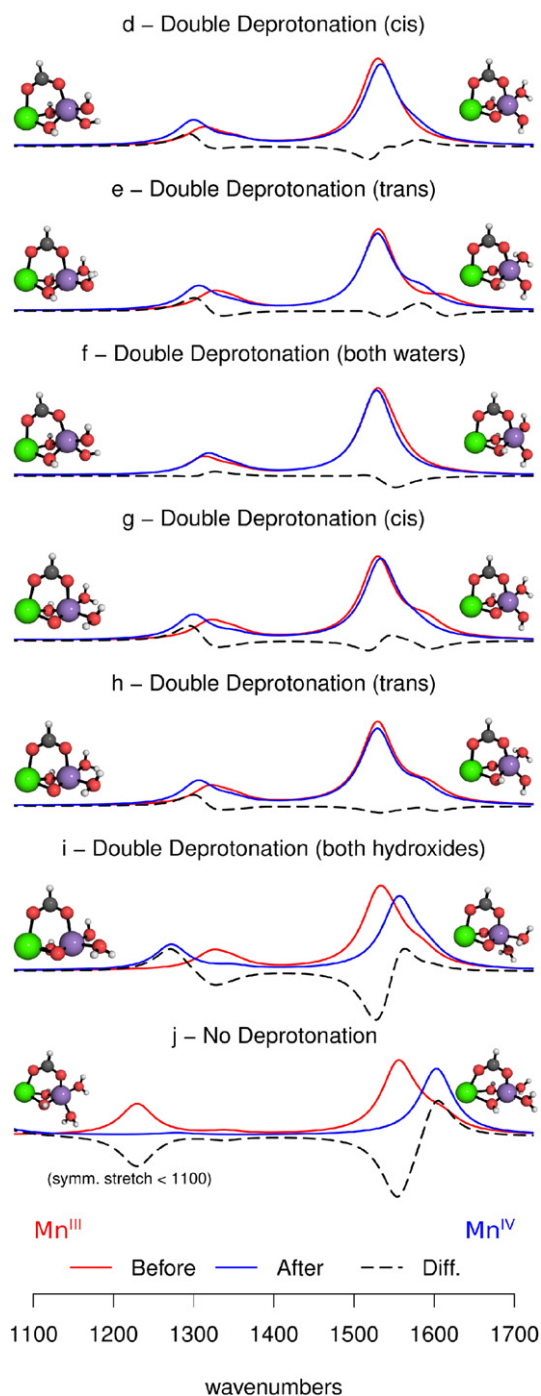 d – Double Deprotonation (cis)
e – Double Deprotonation (trans)
f – Double Deprotonation (both waters)
g – Double Deprotonation (cis)
h – Double Deprotonation (trans)
i – Double Deprotonation (both hydroxides)
j – No Deprotonation
(symm. stretch < 1100)
Mn^III Mn^IV
Before After Diff.
1100 1200 1300 1400 1500 1600 1700
wavenumbers